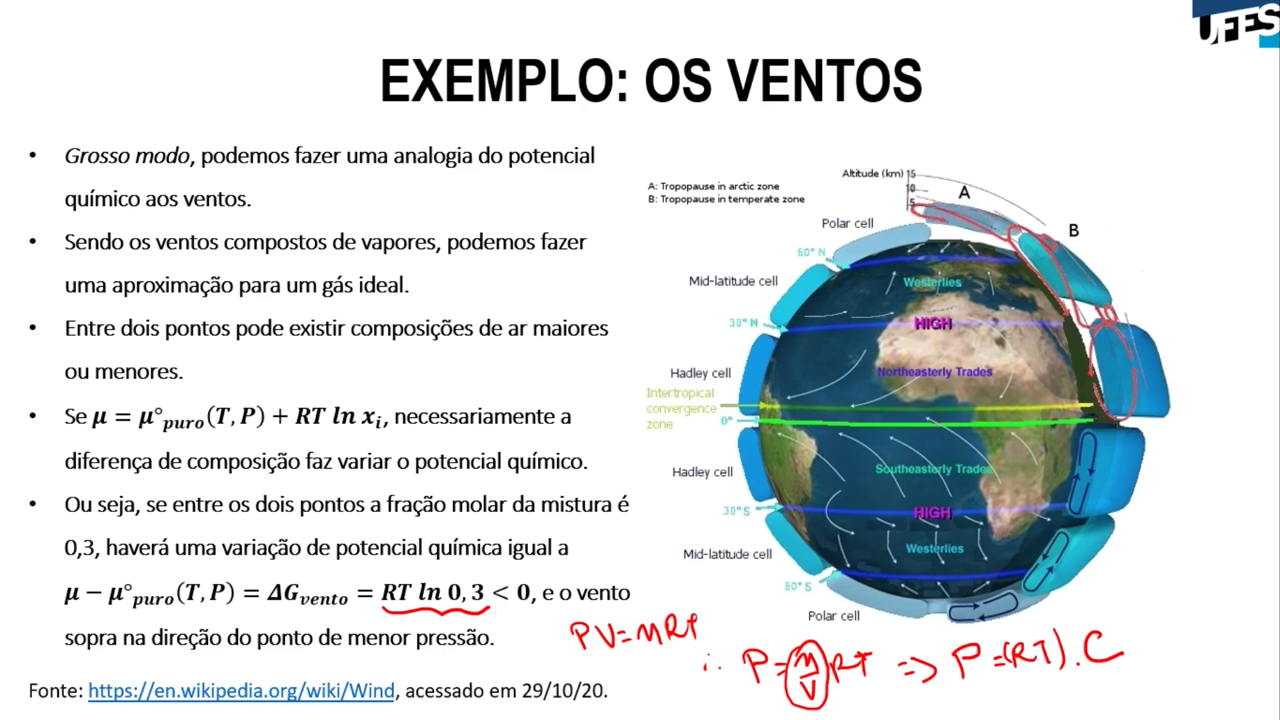 UFES
EXEMPLO: OS VENTOS
• Grosso modo, podemos fazer uma analogia do potencial
químico aos ventos.
• Sendo os ventos compostos de vapores, podemos fazer
uma aproximação para um gás ideal.
• Entre dois pontos pode existir composições de ar maiores
ou menores.
• Se μ = μ°puro(T, P) + RT ln xi, necessariamente a
diferença de composição faz variar o potencial químico.
• Ou seja, se entre os dois pontos a fração molar da mistura é
0,3, haverá uma variação de potencial química igual a
μ − μ°puro(T, P) = ΔGvento = RT ln 0,3 < 0, e o vento
sopra na direção do ponto de menor pressão.
Fonte: https://en.wikipedia.org/wiki/Wind, acessado em 29/10/20.
A: Tropopause in arctic zone
B: Tropopause in temperate zone
Altitude (km) 15
10
5
A
B
Polar cell
60° N
Mid-latitude cell
Westerlies
30° N
HIGH
Hadley cell
Northeasterly Trades
Intertropical
convergence
zone
0°
Hadley cell
Southeasterly Trades
30° S
HIGH
Mid-latitude cell
Westerlies
60° S
Polar cell
PV=nRT
∴ P = n/V RT => P=(RT).C